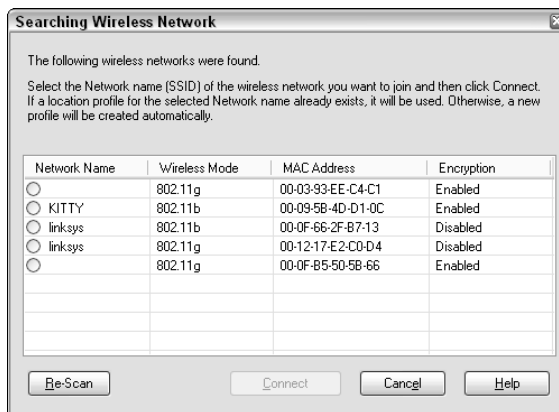 Searching Wireless Network
The following wireless networks were found.
Select the Network name (SSID) of the wireless network you want to join and then click Connect.
If a location profile for the selected Network name already exists, it will be used. Otherwise, a new
profile will be created automatically.
Network Name Wireless Mode MAC Address Encryption
802.11g 00-03-93-EE-C4-C1 Enabled
KITTY 802.11b 00-09-5B-4D-D1-0C Enabled
linksys 802.11b 00-0F-66-2F-B7-13 Disabled
linksys 802.11g 00-12-17-E2-C0-D4 Disabled
802.11g 00-0F-B5-50-5B-66 Enabled
Re-Scan Connect Cancel Help